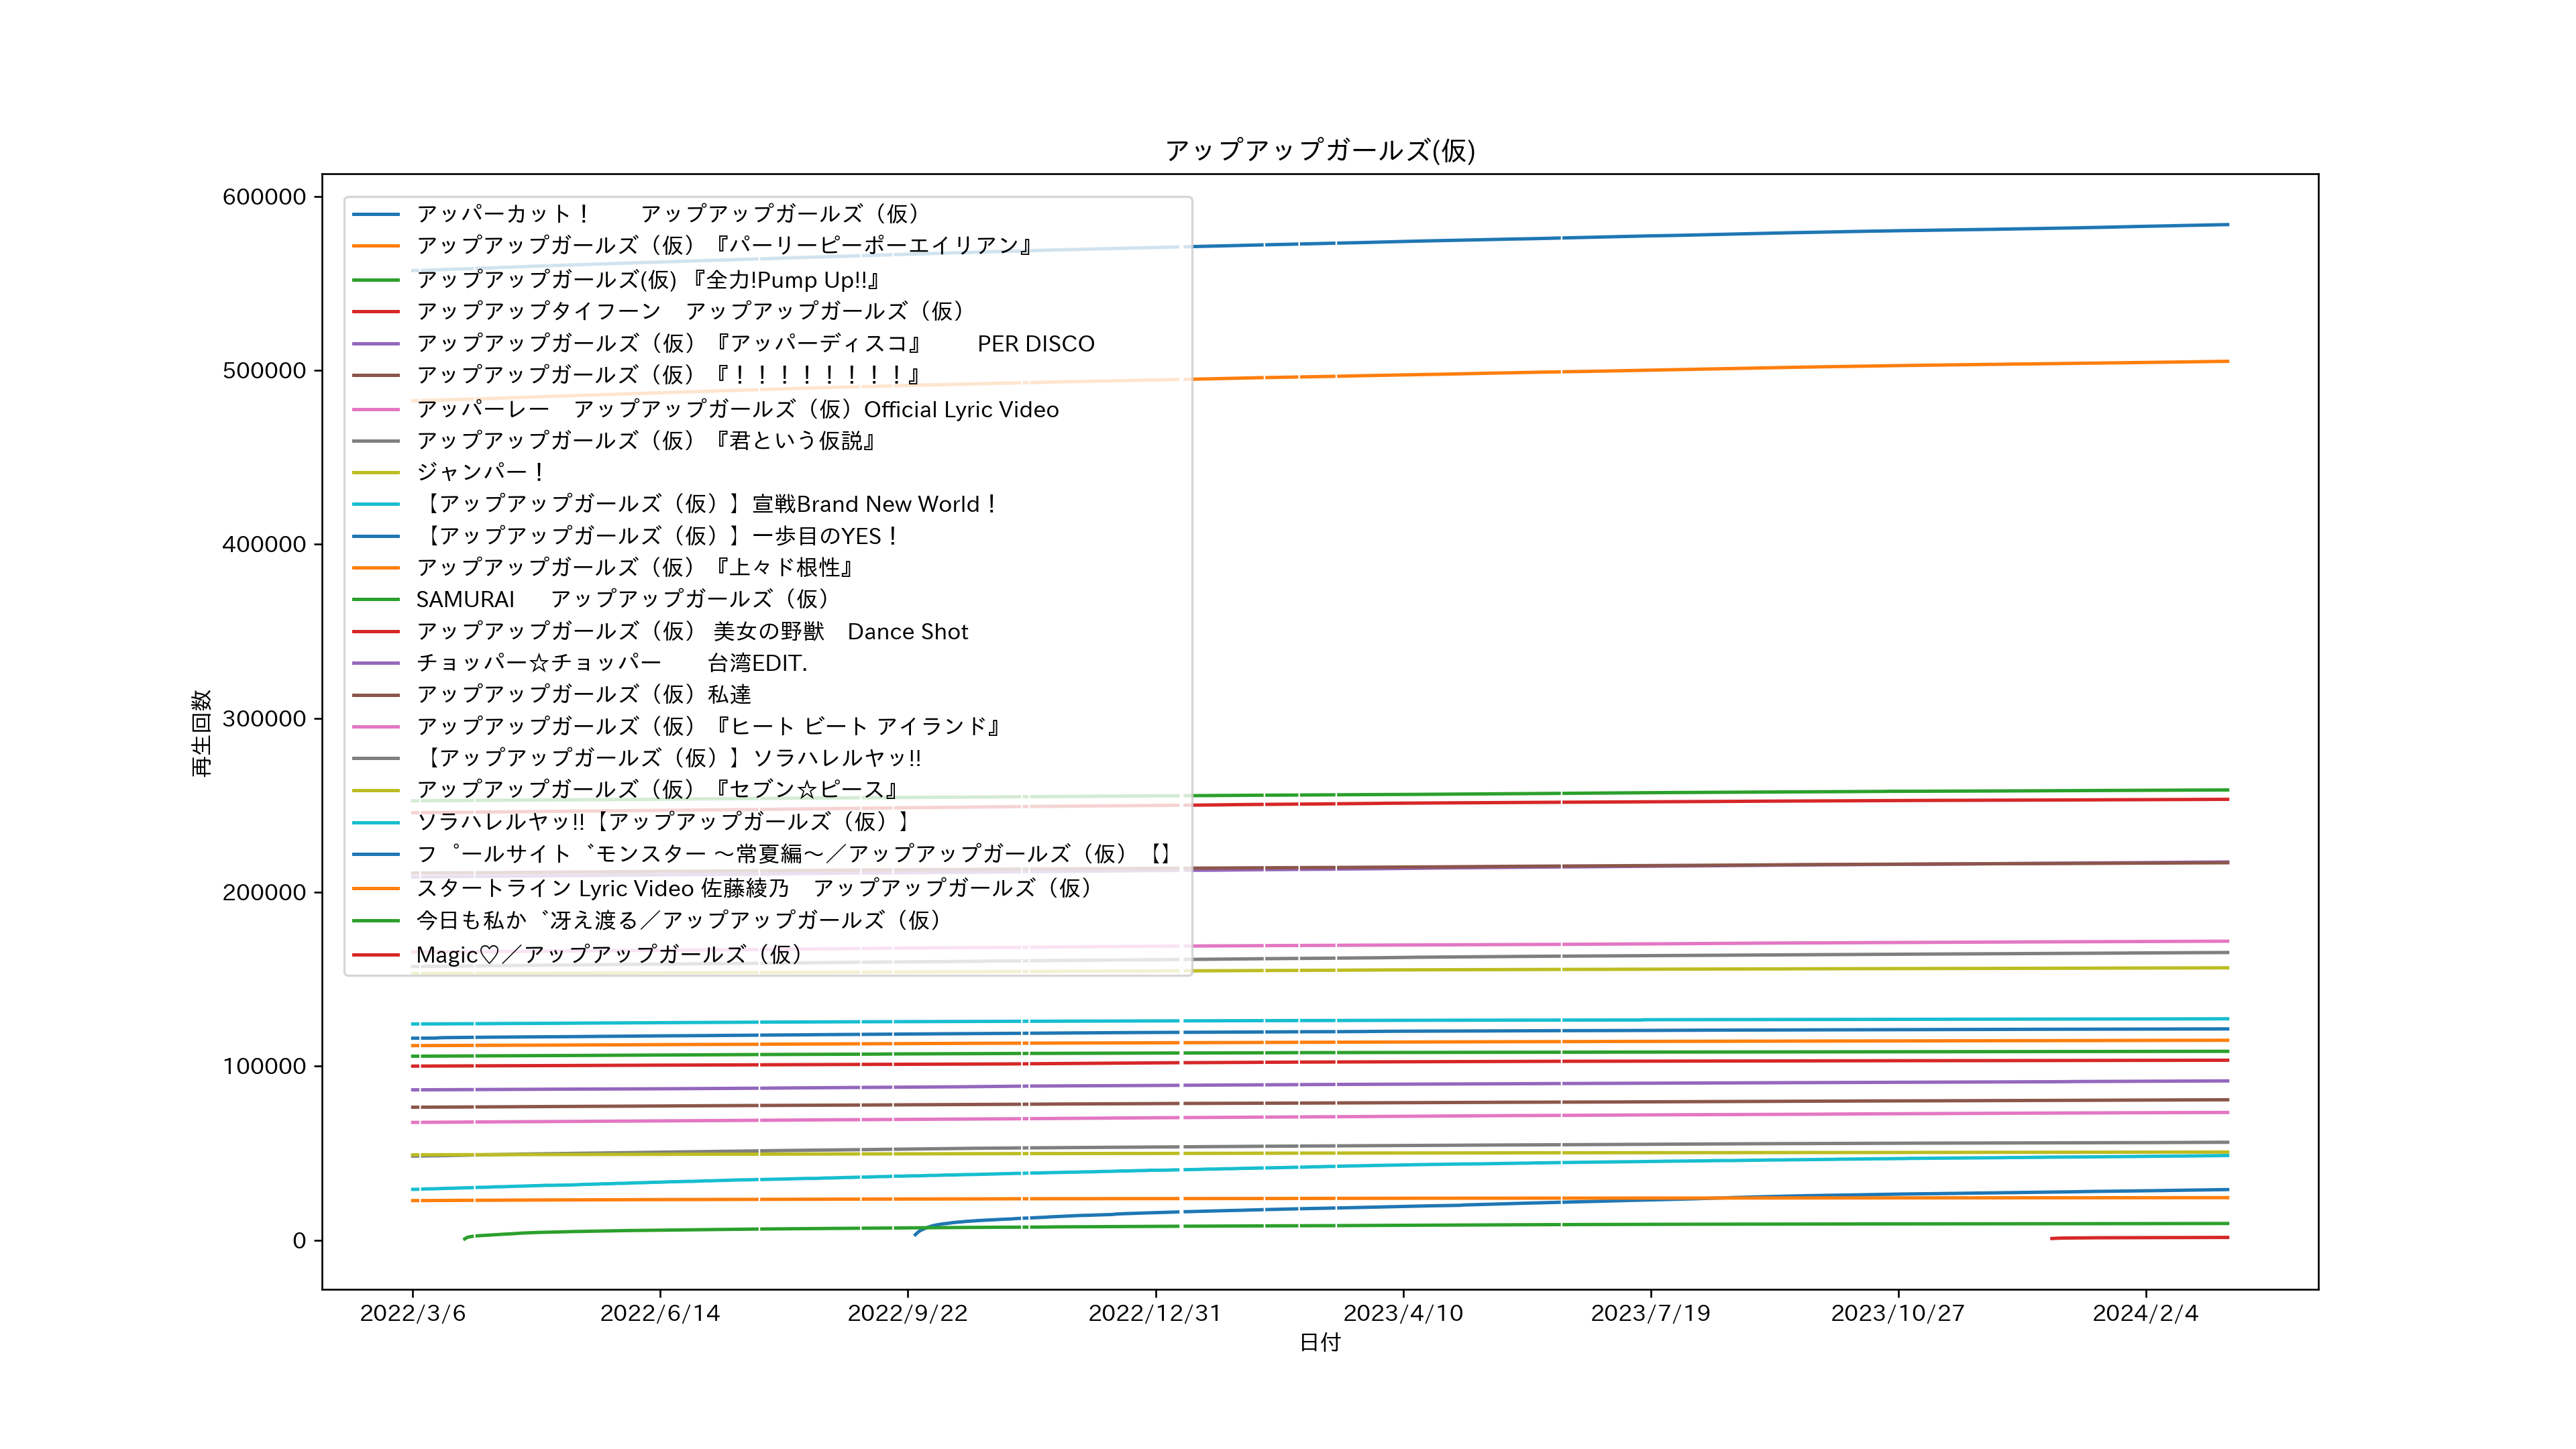 アップアップガールズ(仮)
600000
500000
400000
300000
200000
100000
0
再生回数
アッパーカット！　　アップアップガールズ（仮）
アップアップガールズ（仮）『パーリーピーポーエイリアン』
アップアップガールズ(仮) 『全力!Pump Up!!』
アップアップタイフーン　アップアップガールズ（仮）
アップアップガールズ（仮）『アッパーディスコ』　　 PER DISCO
アップアップガールズ（仮）『！！！！！！！！』
アッパーレー　アップアップガールズ（仮）Official Lyric Video
アップアップガールズ（仮）『君という仮説』
ジャンパー！
【アップアップガールズ（仮）】宣戦Brand New World！
【アップアップガールズ（仮）】一歩目のYES！
アップアップガールズ（仮）『上々ド根性』
SAMURAI　 アップアップガールズ（仮）
アップアップガールズ（仮） 美女の野獣　Dance Shot
チョッパー☆チョッパー　　台湾EDIT.
アップアップガールズ（仮）私達
アップアップガールズ（仮）『ヒート ビート アイランド』
【アップアップガールズ（仮）】ソラハレルヤッ!!
アップアップガールズ（仮）『セブン☆ピース』
ソラハレルヤッ!!【アップアップガールズ（仮）】
フ゜ールサイト゛モンスター 〜常夏編〜／アップアップガールズ（仮）【】
スタートライン Lyric Video 佐藤綾乃　アップアップガールズ（仮）
今日も私か゛冴え渡る／アップアップガールズ（仮）
Magic♡／アップアップガールズ（仮）
2022/3/6 2022/6/14 2022/9/22 2022/12/31 2023/4/10 2023/7/19 2023/10/27 2024/2/4
日付